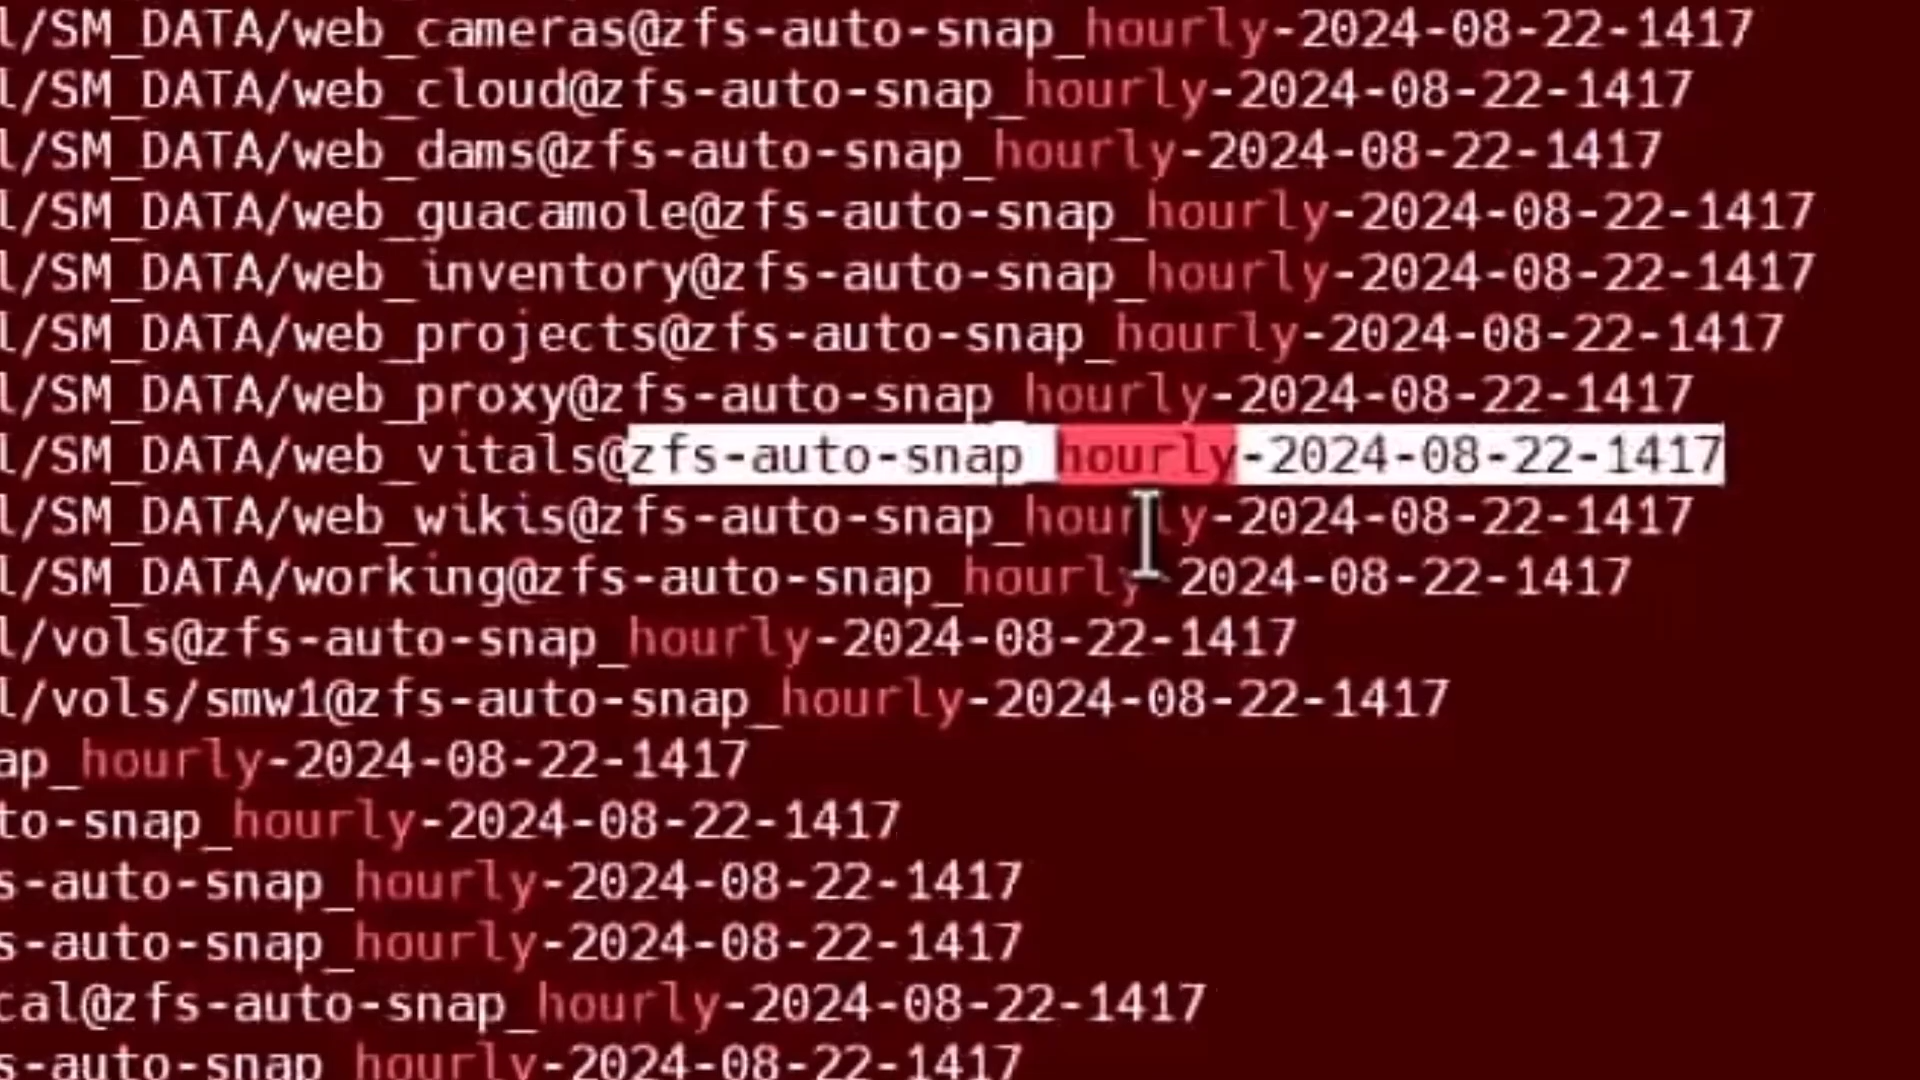 l/SM_DATA/web_cameras@zfs-auto-snap_hourly-2024-08-22-1417
l/SM_DATA/web_cloud@zfs-auto-snap_hourly-2024-08-22-1417
l/SM_DATA/web_dams@zfs-auto-snap_hourly-2024-08-22-1417
l/SM_DATA/web_guacamole@zfs-auto-snap_hourly-2024-08-22-1417
l/SM_DATA/web_inventory@zfs-auto-snap_hourly-2024-08-22-1417
l/SM_DATA/web_projects@zfs-auto-snap_hourly-2024-08-22-1417
l/SM_DATA/web_proxy@zfs-auto-snap_hourly-2024-08-22-1417
l/SM_DATA/web_vitals@zfs-auto-snap_hourly-2024-08-22-1417
l/SM_DATA/web_wikis@zfs-auto-snap_hourly-2024-08-22-1417
l/SM_DATA/working@zfs-auto-snap_hourly-2024-08-22-1417
l/vols@zfs-auto-snap_hourly-2024-08-22-1417
l/vols/smw1@zfs-auto-snap_hourly-2024-08-22-1417
ap_hourly-2024-08-22-1417
to-snap_hourly-2024-08-22-1417
s-auto-snap_hourly-2024-08-22-1417
s-auto-snap_hourly-2024-08-22-1417
cal@zfs-auto-snap_hourly-2024-08-22-1417
s-auto-snap_hourly-2024-08-22-1417